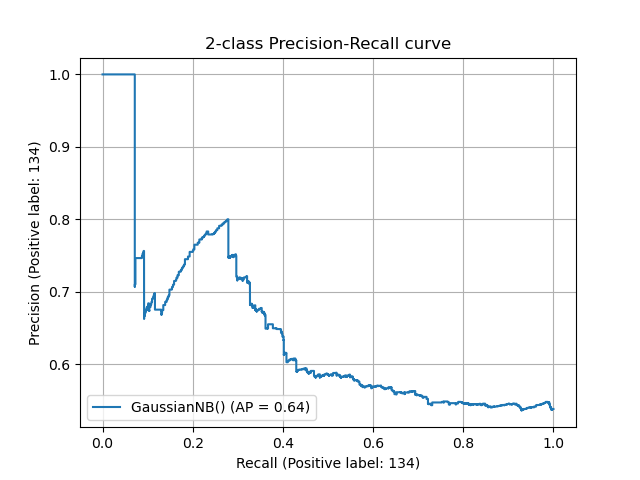 2-class Precision-Recall curve
Precision (Positive label: 134)
1.0
0.9
0.8
0.7
0.6
GaussianNB() (AP = 0.64)
0.0 0.2 0.4 0.6 0.8 1.0
Recall (Positive label: 134)